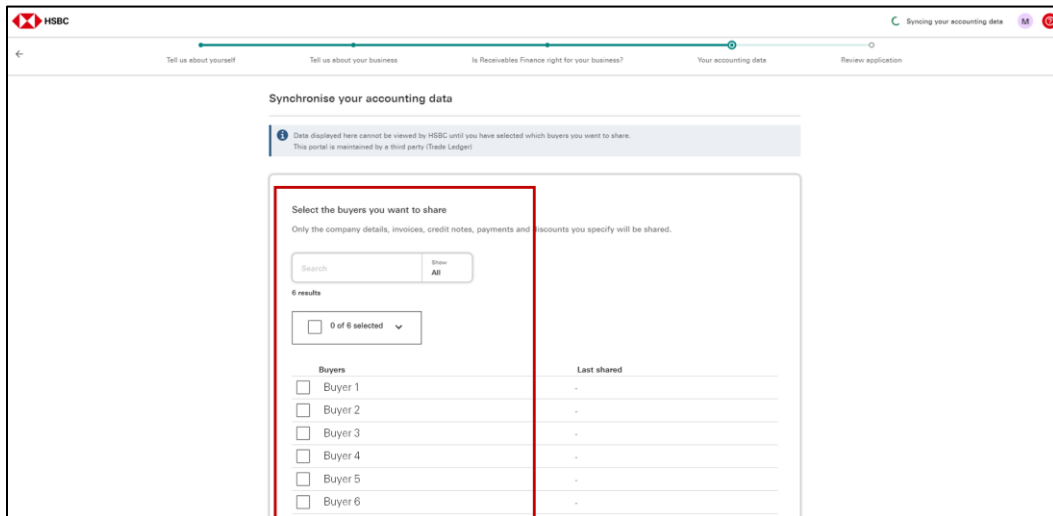 HSBC
Syncing your accounting data
M
?
Tell us about yourself
Tell us about your business
Is Receivables Finance right for your business?
Your accounting data
Review application
Synchronise your accounting data
Data displayed here cannot be viewed by HSBC until you have selected which buyers you want to share.
This portal is maintained by a third party (Trade Ledger)
Select the buyers you want to share
Only the company details, invoices, credit notes, payments and discounts you specify will be shared.
Search
Show
All
6 results
0 of 6 selected
Buyers Last shared
Buyer 1 -
Buyer 2 -
Buyer 3 -
Buyer 4 -
Buyer 5 -
Buyer 6 -